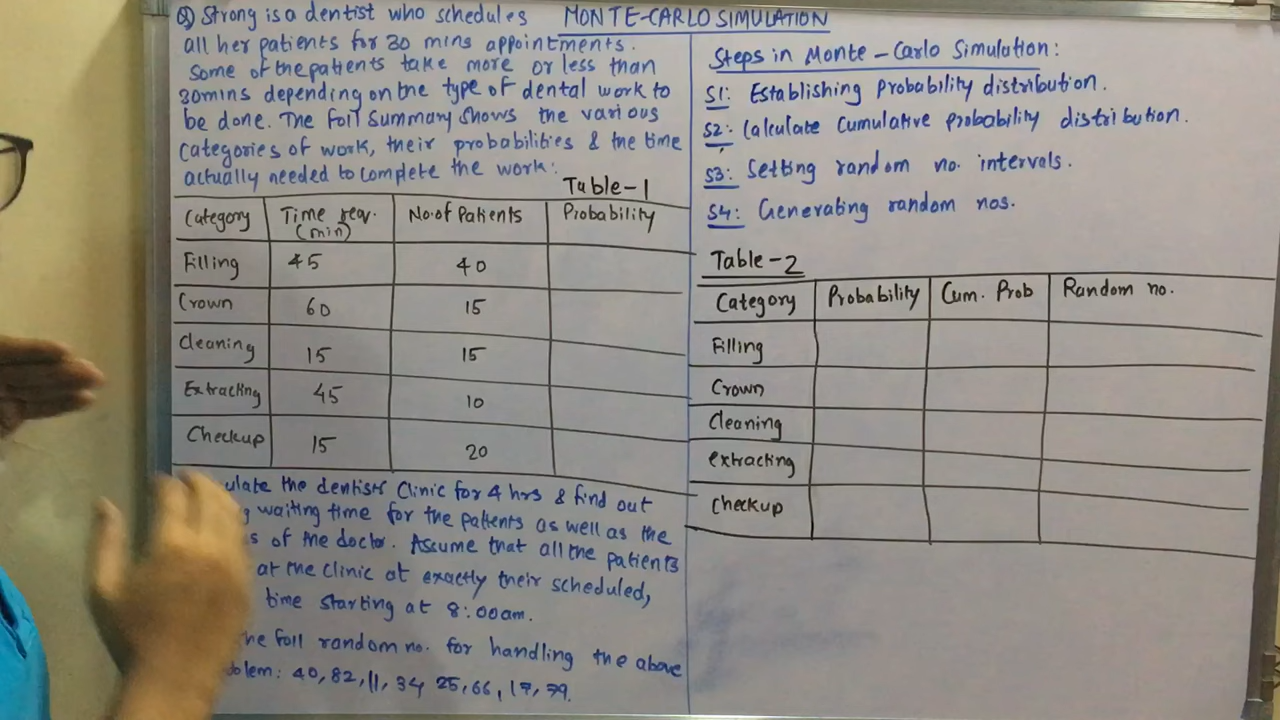 Q) Strong is a dentist who schedules
all her patients for 30 mins appointments.
Some of the patients take more or less than
30mins depending on the type of dental work to
be done. The foll summary shows the various
categories of work, their probabilities & the time
actually needed to complete the work:
Table-1
Category Time req. (min) No. of Patients Probability
Filling 45 40
Crown 60 15
Cleaning 15 15
Extracting 45 10
Checkup 15 20
ulate the dentists clinic for 4 hrs & find out
waiting time for the patients as well as the
s of the doctor. Assume that all the patients
at the clinic at exactly their scheduled,
time starting at 8:00am.
he foll random no. for handling the above
blem: 40, 82, 11, 34, 25, 66, 17, 79.
MONTE-CARLO SIMULATION
Steps in Monte-Carlo Simulation:
S1: Establishing Probability distribution.
S2: Calculate Cumulative probability distribution.
S3: Setting random no. intervals.
S4: Generating random nos.
Table-2
Category Probability Cum. Prob Random no.
Filling
Crown
Cleaning
extracting
Checkup